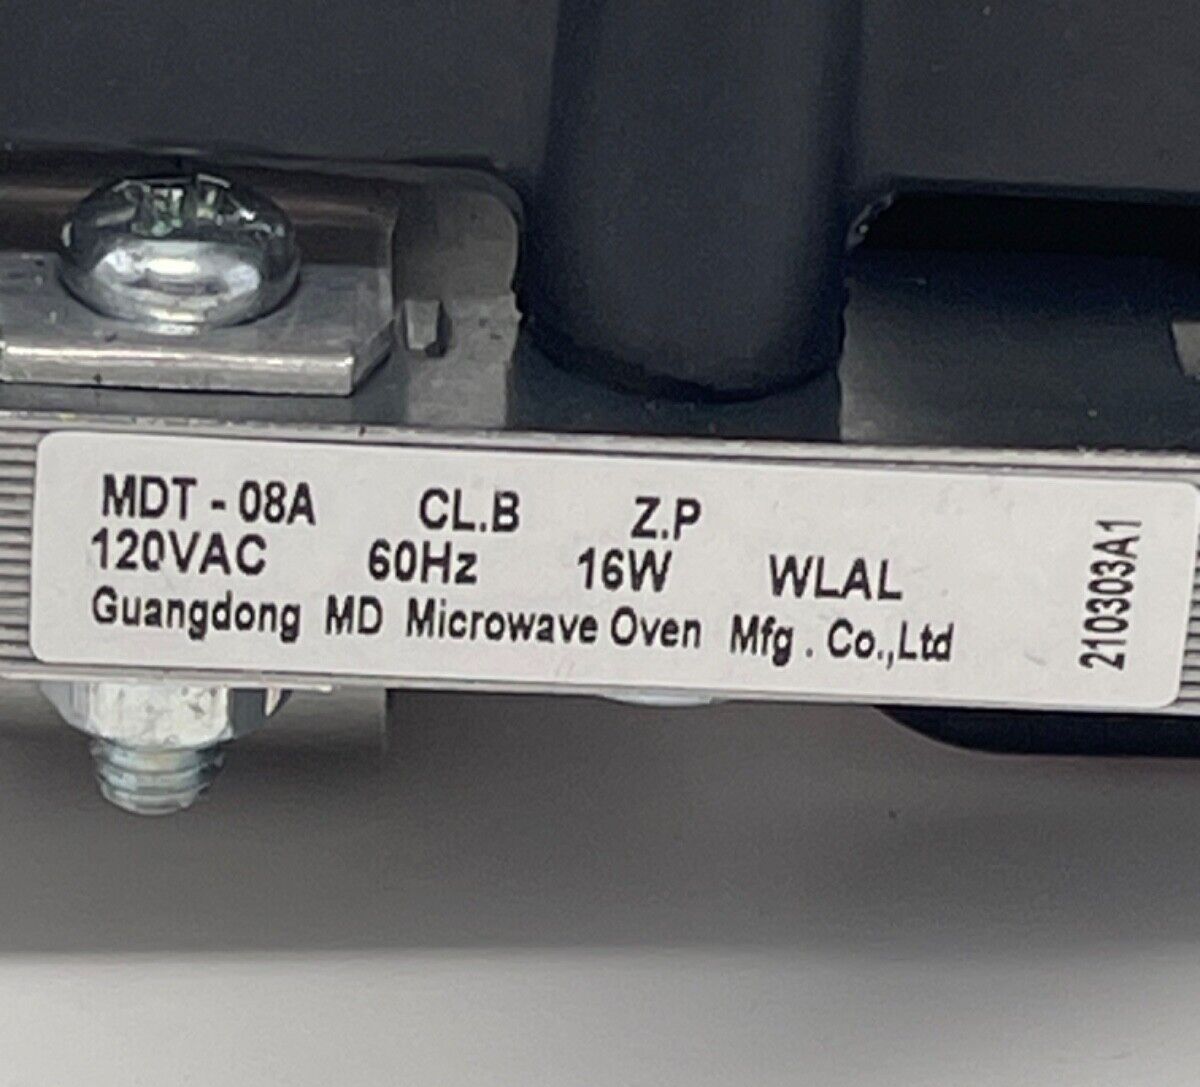 MDT - 08A CL.B Z.P
120VAC 60Hz 16W WLAL
Guangdong MD Microwave Oven Mfg . Co.,Ltd
210303A1